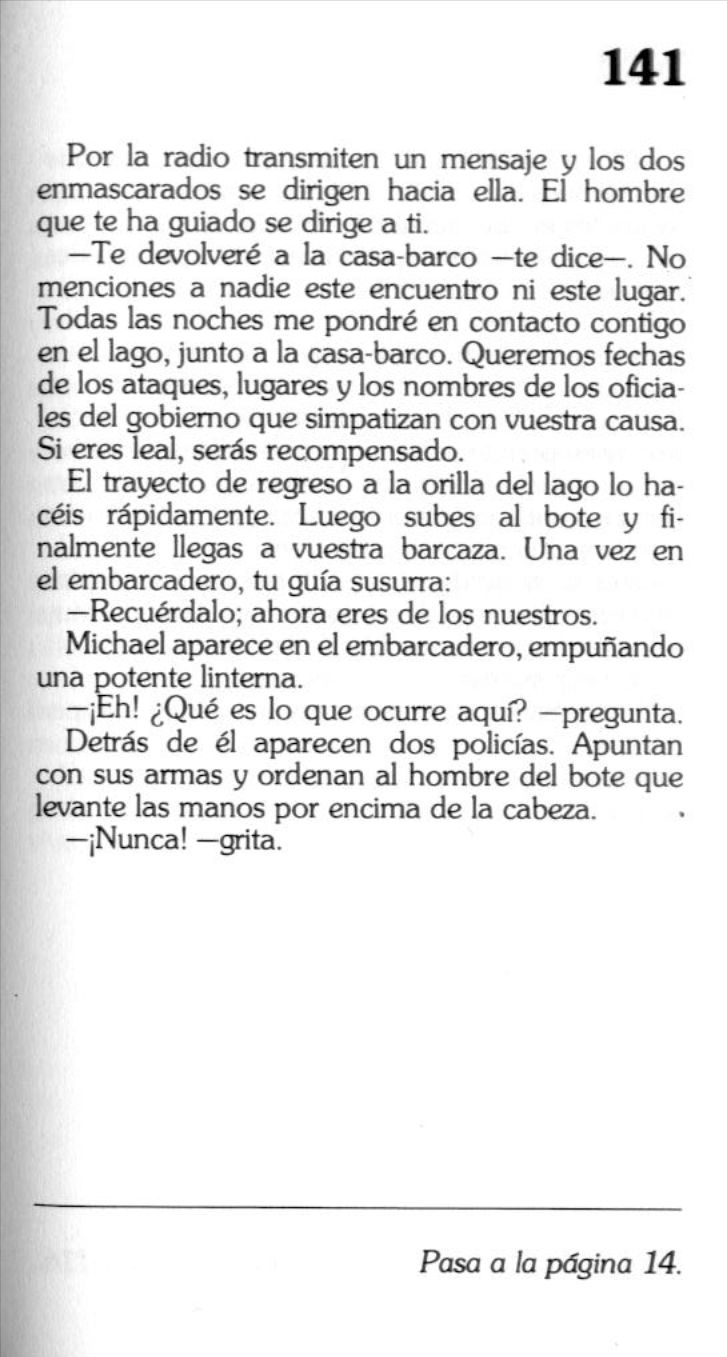 141
Por la radio transmiten un mensaje y los dos
enmascarados se dirigen hacia ella. El hombre
que te ha guiado se dirige a ti.
—Te devolveré a la casa-barco —te dice—. No
menciones a nadie este encuentro ni este lugar.
Todas las noches me pondré en contacto contigo
en el lago, junto a la casa-barco. Queremos fechas
de los ataques, lugares y los nombres de los oficia-
les del gobierno que simpatizan con vuestra causa.
Si eres leal, serás recompensado.
El trayecto de regreso a la orilla del lago lo ha-
céis rápidamente. Luego subes al bote y fi-
nalmente llegas a vuestra barcaza. Una vez en
el embarcadero, tu guía susurra:
—Recuérdalo; ahora eres de los nuestros.
Michael aparece en el embarcadero, empuñando
una potente linterna.
—¡Eh! ¿Qué es lo que ocurre aquí? —pregunta.
Detrás de él aparecen dos policías. Apuntan
con sus armas y ordenan al hombre del bote que
levante las manos por encima de la cabeza.
—¡Nunca! —grita.
Pasa a la página 14.